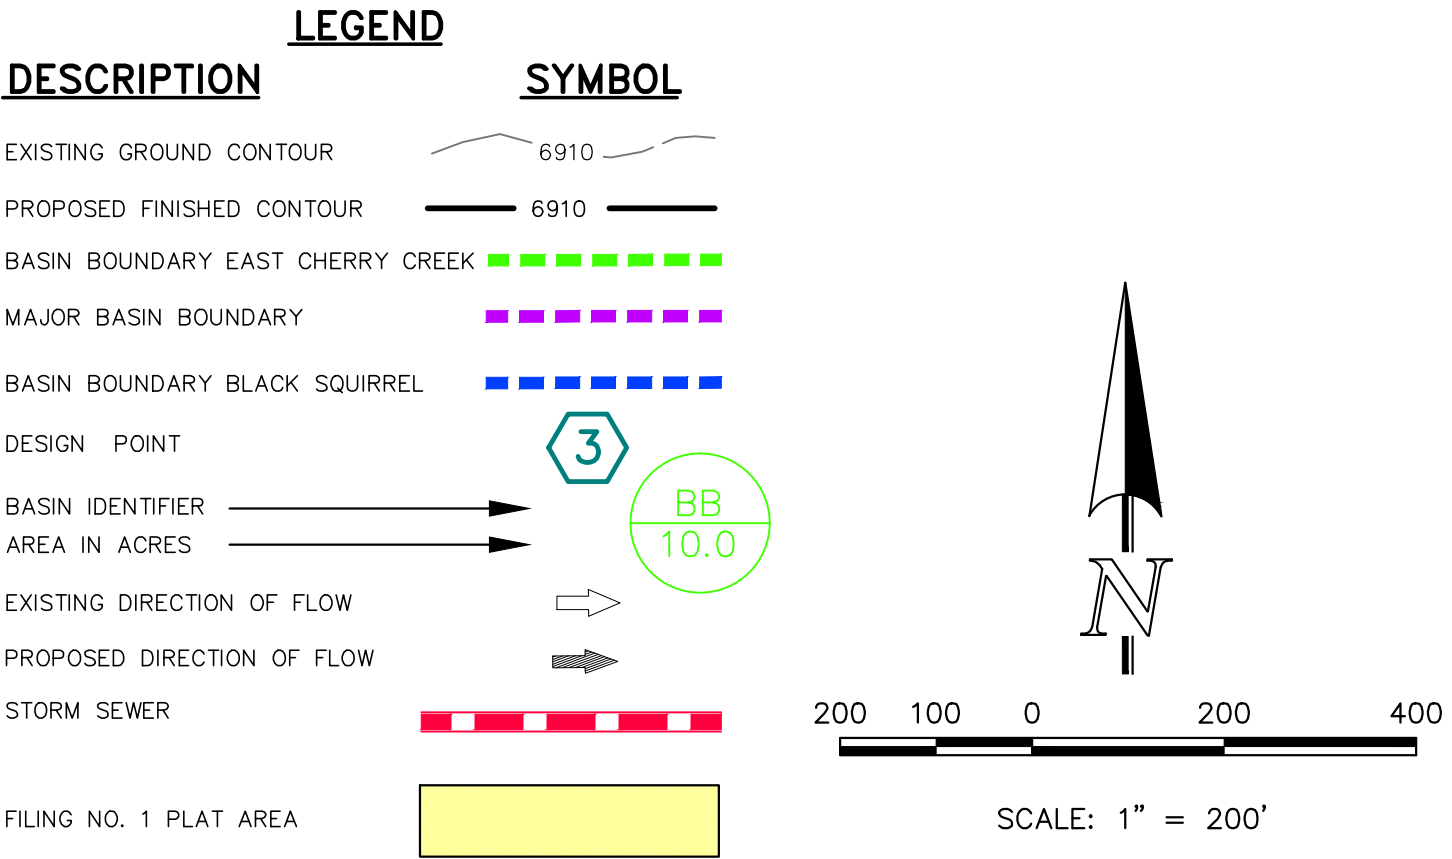 LEGEND
DESCRIPTION SYMBOL
EXISTING GROUND CONTOUR 6910
PROPOSED FINISHED CONTOUR 6910
BASIN BOUNDARY EAST CHERRY CREEK
MAJOR BASIN BOUNDARY
BASIN BOUNDARY BLACK SQUIRREL
DESIGN POINT 3
BASIN IDENTIFIER BB
AREA IN ACRES 10.0
EXISTING DIRECTION OF FLOW
PROPOSED DIRECTION OF FLOW
STORM SEWER
FILING NO. 1 PLAT AREA
N
200 100 0 200 400
SCALE: 1" = 200'